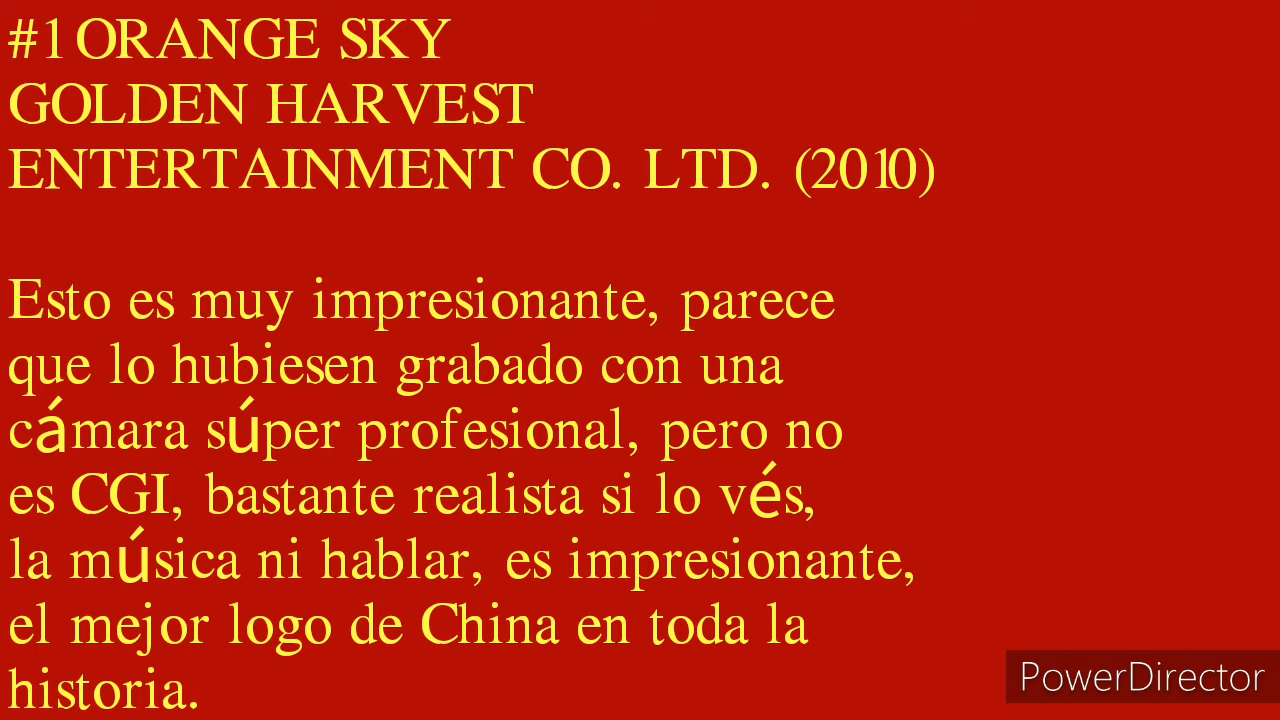 #1 ORANGE SKY
GOLDEN HARVEST
ENTERTAINMENT CO. LTD. (2010)
Esto es muy impresionante, parece
que lo hubiesen grabado con una
cámara súper profesional, pero no
es CGI, bastante realista si lo vés,
la música ni hablar, es impresionante,
el mejor logo de China en toda la
historia.
PowerDirector